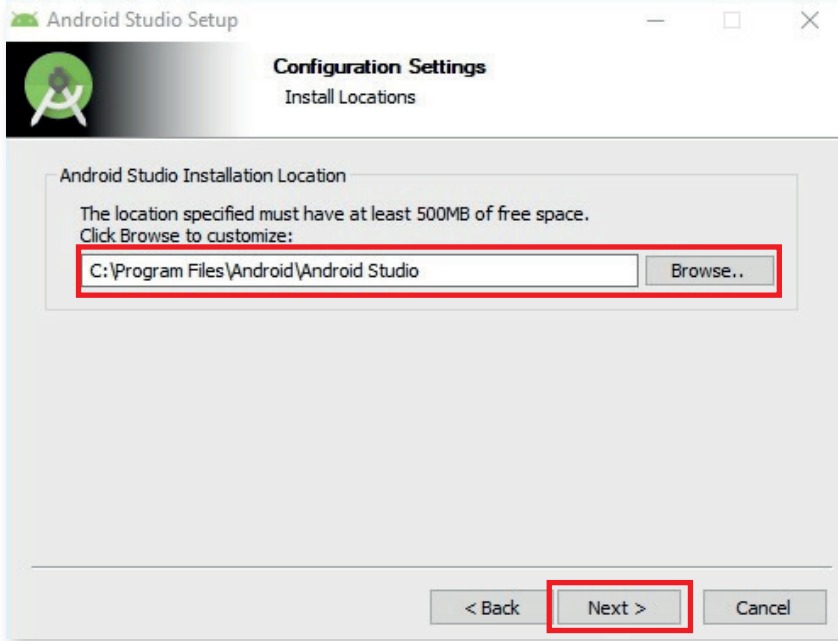 Android Studio Setup
Configuration Settings
Install Locations
Android Studio Installation Location
The location specified must have at least 500MB of free space.
Click Browse to customize:
C:\Program Files\Android\Android Studio
Browse..
< Back
Next >
Cancel